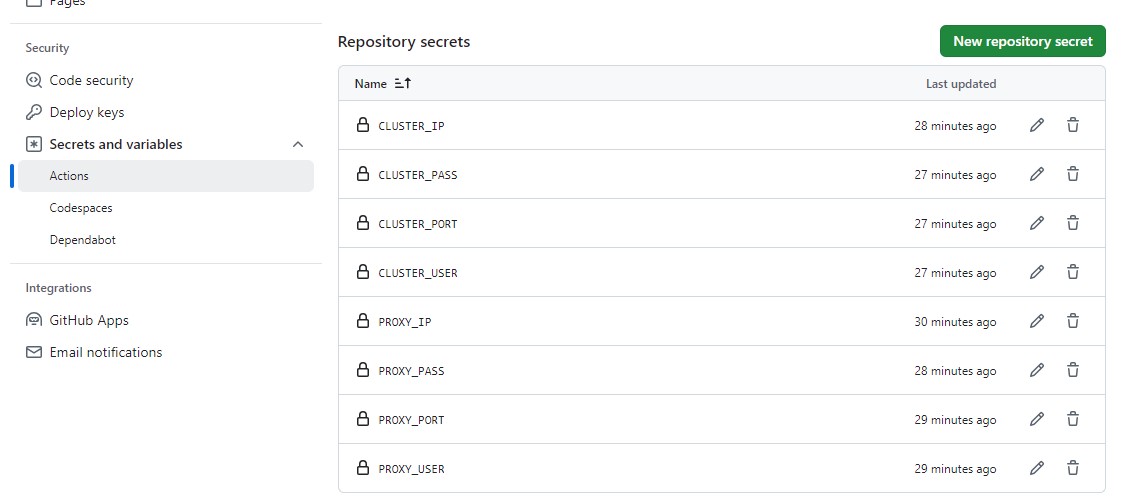 Pages
Security
Code security
Deploy keys
Secrets and variables
Actions
Codespaces
Dependabot
Integrations
GitHub Apps
Email notifications
Repository secrets
New repository secret
Name Last updated
CLUSTER_IP 28 minutes ago
CLUSTER_PASS 27 minutes ago
CLUSTER_PORT 27 minutes ago
CLUSTER_USER 27 minutes ago
PROXY_IP 30 minutes ago
PROXY_PASS 28 minutes ago
PROXY_PORT 29 minutes ago
PROXY_USER 29 minutes ago